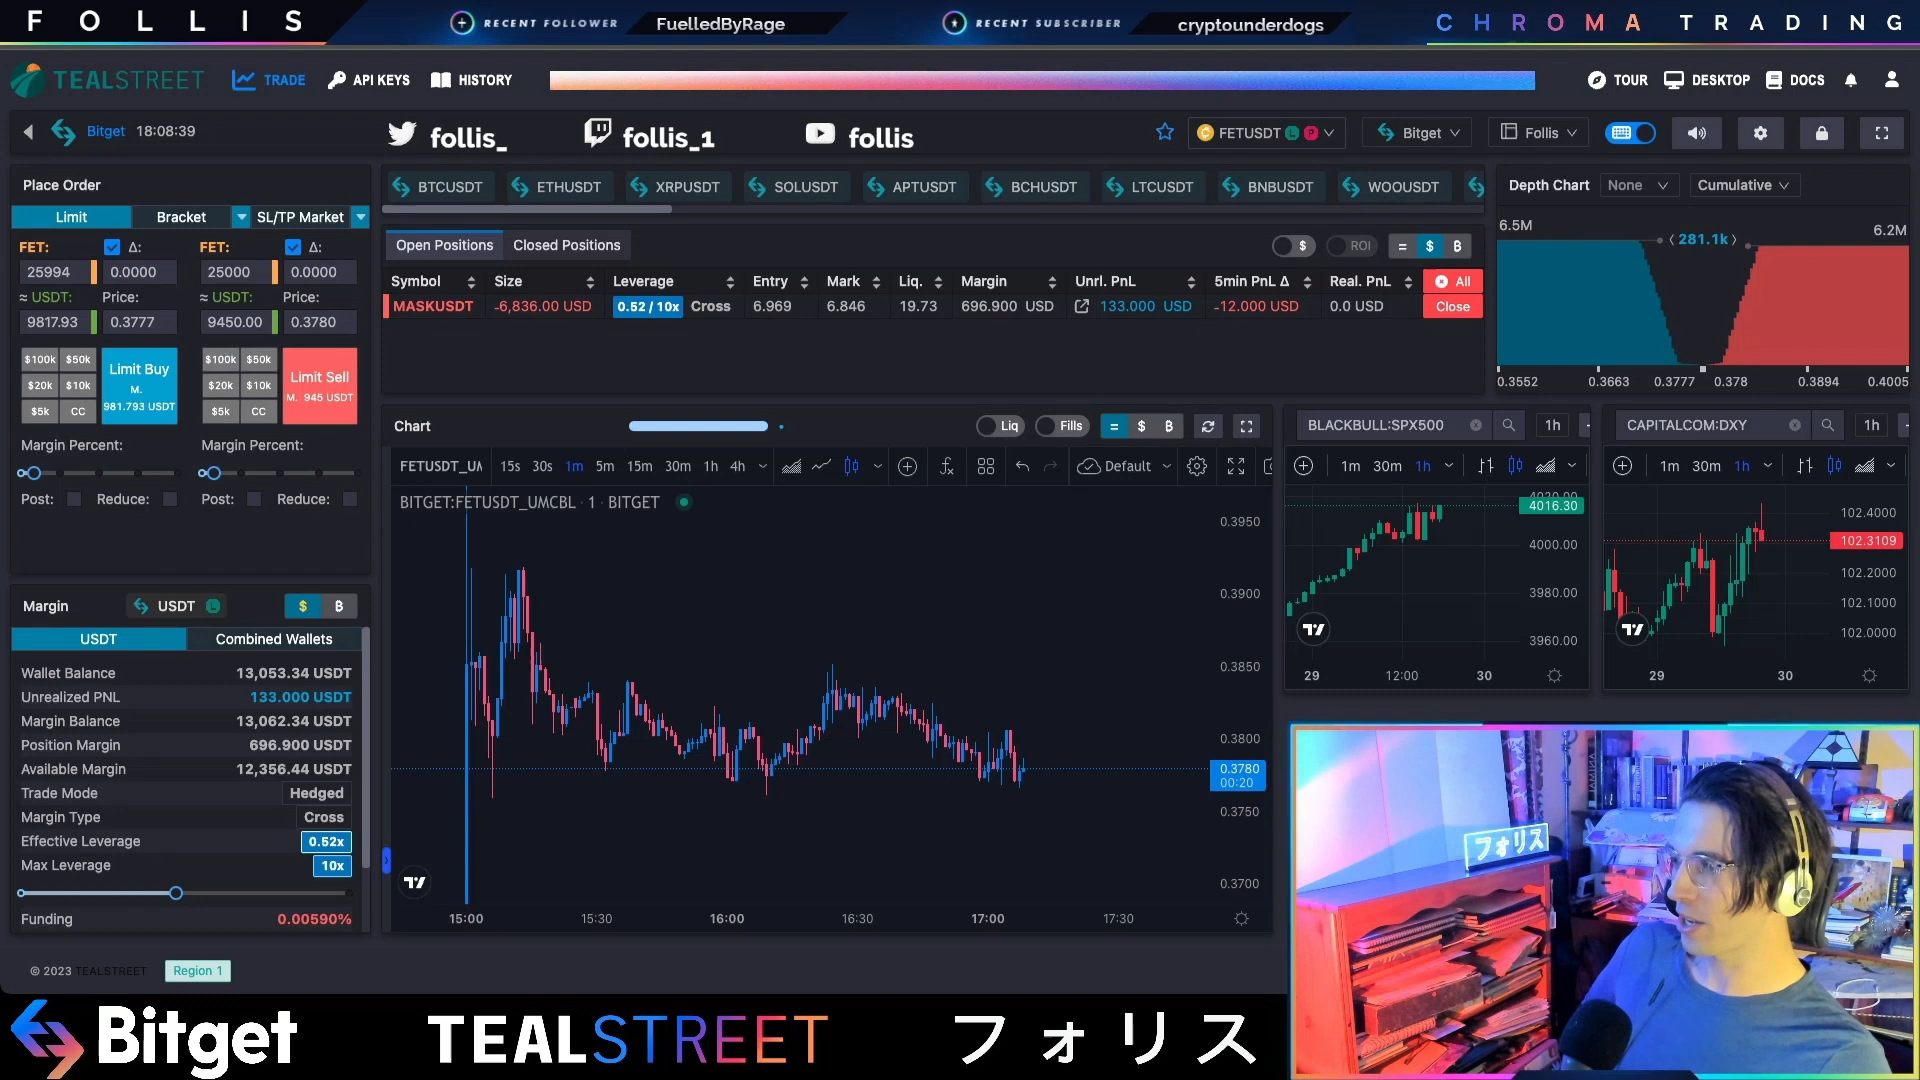 FOLLIS
RECENT FOLLOWER FuelledByRage
RECENT SUBSCRIBER cryptounderdogs
CHROMA TRADING
TEALSTREET TRADE API KEYS HISTORY TOUR DESKTOP DOCS
Bitget 18:08:39 follis_ follis_1 follis FETUSDT L P Bitget Follis
Place Order
Limit Bracket SL/TP Market
FET: Δ: FET: Δ:
25994 0.0000 25000 0.0000
≈ USDT: Price: ≈ USDT: Price:
9817.93 0.3777 9450.00 0.3780
$100k $50k Limit Buy $100k $50k Limit Sell
$20k $10k M. $20k $10k M. 945 USDT
$5k CC 981.793 USDT $5k CC
Margin Percent: Margin Percent:
Post: Reduce: Post: Reduce:
BTCUSDT ETHUSDT XRPUSDT SOLUSDT APTUSDT BCHUSDT LTCUSDT BNBUSDT WOOUSDT
Open Positions Closed Positions $ ROI = $ ₿
Symbol Size Leverage Entry Mark Liq. Margin Unrl. PnL 5min PnL Δ Real. PnL All
MASKUSDT -6,836.00 USD 0.52 / 10x Cross 6.969 6.846 19.73 696.900 USD 133.000 USD -12.000 USD 0.0 USD Close
Depth Chart None Cumulative
6.5M 281.1k 6.2M
0.3552 0.3663 0.3777 0.378 0.3894 0.4005
Margin USDT L $ ₿
USDT Combined Wallets
Wallet Balance 13,053.34 USDT
Unrealized PNL 133.000 USDT
Margin Balance 13,062.34 USDT
Position Margin 696.900 USDT
Available Margin 12,356.44 USDT
Trade Mode Hedged
Margin Type Cross
Effective Leverage 0.52x
Max Leverage 10x
Funding 0.00590%
Chart Liq Fills = $ ₿
FETUSDT_UM 15s 30s 1m 5m 15m 30m 1h 4h Default
BITGET:FETUSDT_UMCBL · 1 · BITGET
0.3950
0.3900
0.3850
0.3800
0.3780
00:20
0.3750
0.3700
15:00 15:30 16:00 16:30 17:00 17:30
BLACKBULL:SPX500 1h
1m 30m 1h
4020.00
4016.30
4000.00
3980.00
3960.00
29 12:00 30
CAPITALCOM:DXY 1h
1m 30m 1h
102.4000
102.3109
102.2000
102.1000
102.0000
29 30
フォリス
© 2023 TEALSTREET Region 1
Bitget TEALSTREET フォリス